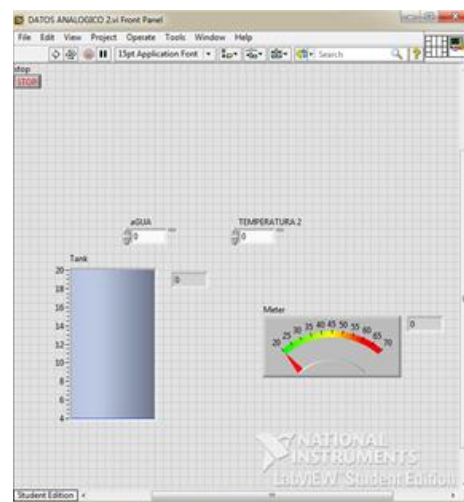 DATOS ANALOGICO 2.vi Front Panel
File Edit View Project Operate Tools Window Help
15pt Application Font Search
stop
STOP
aGUA TEMPERATURA 2
0 0
Tank
0
20
18
16
14
12
10
8
6
4
Meter
0
20 25 30 35 40 45 50 55 60 65 70
NATIONAL
INSTRUMENTS
LabVIEW Student Edition
Student Edition